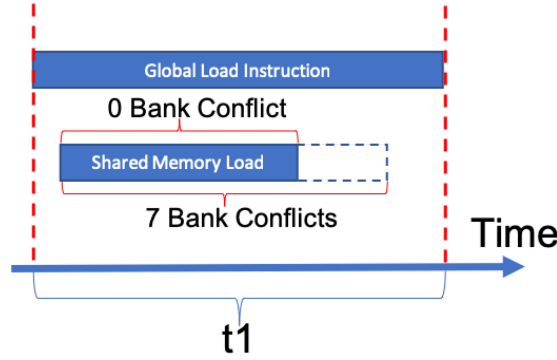 Global Load Instruction
0 Bank Conflict
Shared Memory Load
7 Bank Conflicts
Time
t1